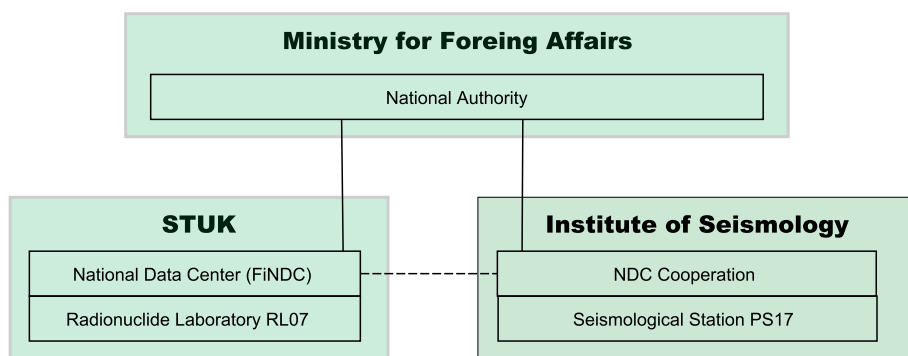 Ministry for Foreing Affairs
National Authority
STUK
National Data Center (FiNDC)
Radionuclide Laboratory RL07
Institute of Seismology
NDC Cooperation
Seismological Station PS17